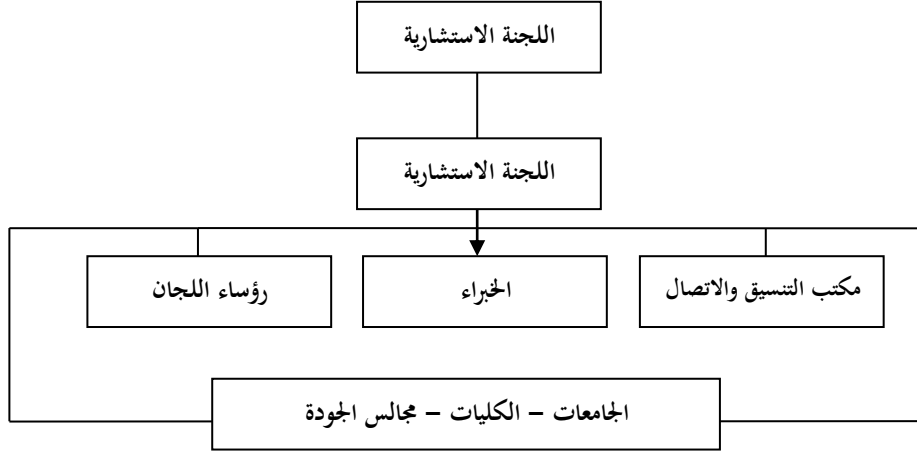 اللجنة الاستشارية
اللجنة الاستشارية
مكتب التنسيق والاتصال
الخبراء
رؤساء اللجان
الجامعات – الكليات – مجالس الجودة